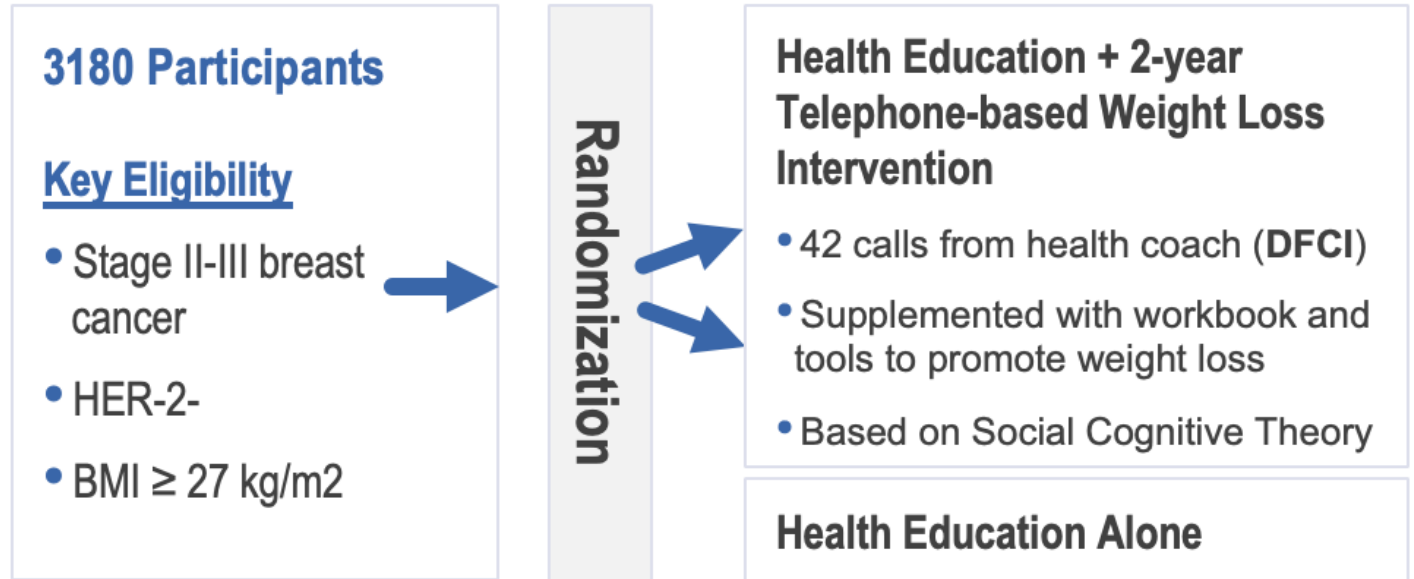 3180 Participants
Key Eligibility
• Stage II-III breast
cancer
• HER-2-
• BMI ≥ 27 kg/m2
Randomization
Health Education + 2-year
Telephone-based Weight Loss
Intervention
• 42 calls from health coach (DFCI)
• Supplemented with workbook and
tools to promote weight loss
• Based on Social Cognitive Theory
Health Education Alone